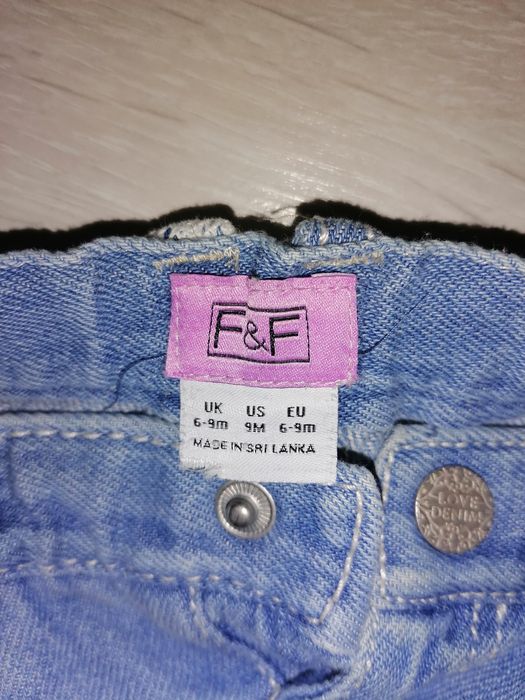 F&F
UK US EU
6-9m 9M 6-9m
MADE IN SRI LANKA
LOVE
DENIM